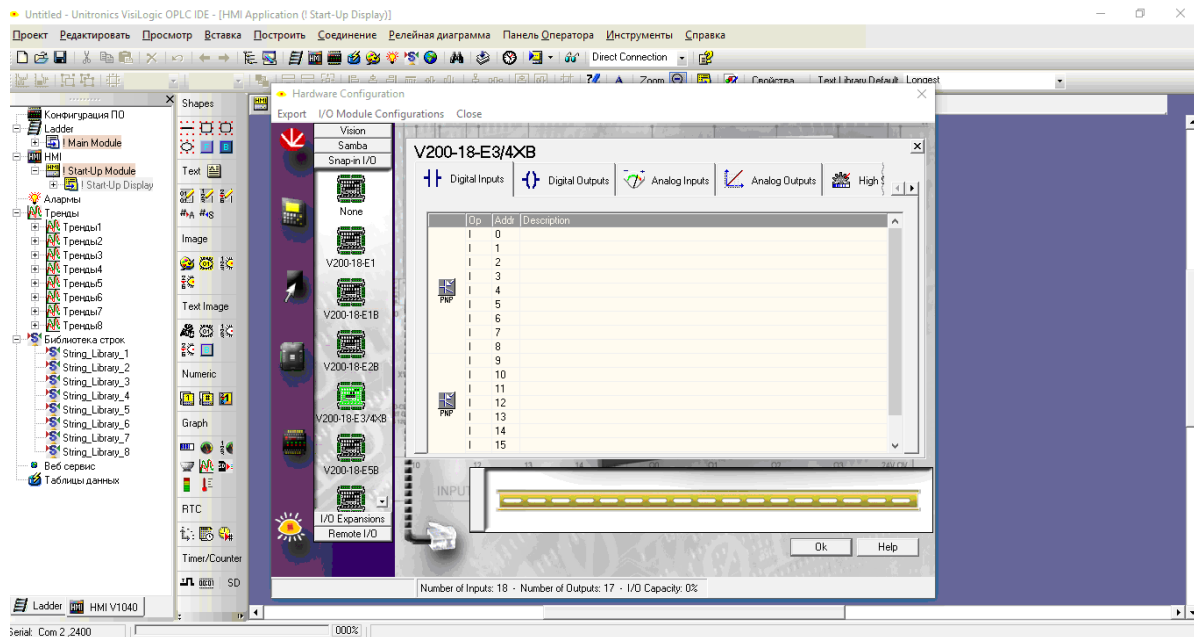 Untitled - Unitronics VisiLogic OPLC IDE - [HMI Application (! Start-Up Display)]
Проект Редактировать Просмотр Вставка Построить Соединение Релейная диаграмма Панель Оператора Инструменты Справка
Direct Connection
Zoom Свойства Text Library Default Longest
Конфигурация ПО
Ladder
! Main Module
HMI
! Start-Up Module
! Start-Up Display
Алармы
Тренды
Тренды1
Тренды2
Тренды3
Тренды4
Тренды5
Тренды6
Тренды7
Тренды8
Библиотека строк
String_Library_1
String_Library_2
String_Library_3
String_Library_4
String_Library_5
String_Library_6
String_Library_7
String_Library_8
Веб сервис
Таблицы данных
Ladder HMI V1040
Shapes
Text
Image
Text Image
Numeric
Graph
RTC
Timer/Counter
SD
Hardware Configuration
Export I/O Module Configurations Close
Vision
Samba
Snap-in I/O
None
V200-18-E1
V200-18-E1B
V200-18-E2B
V200-18-E3/4XB
V200-18-E5B
I/O Expansions
Remote I/O
V200-18-E3/4XB
Digital Inputs Digital Outputs Analog Inputs Analog Outputs High S
Op Addr Description
I 0
I 1
I 2
I 3
PNP I 4
I 5
I 6
I 7
I 8
I 9
I 10
I 11
PNP I 12
I 13
I 14
I 15
INPUT
Ok Help
Number of Inputs: 18 - Number of Outputs: 17 - I/O Capacity: 0%
Serial: Com 2 ,2400 000%